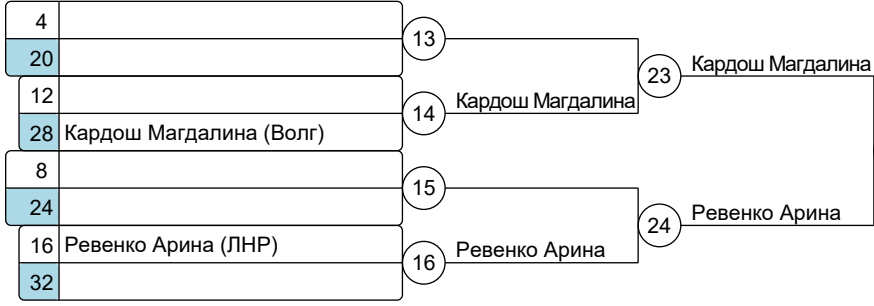 4
13
20
23 Кардош Магдалина
12
14 Кардош Магдалина
28 Кардош Магдалина (Волг)
8
15
24
24 Ревенко Арина
16 Ревенко Арина (ЛНР)
16 Ревенко Арина
32